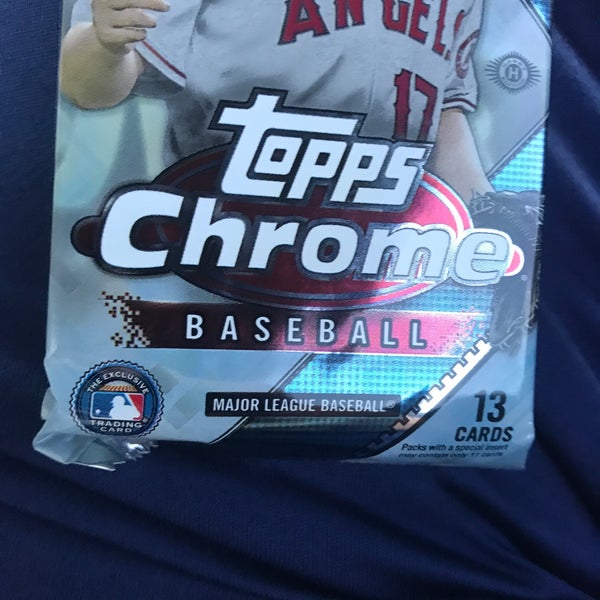 ANGELS
17
H
Topps
Chrome
BASEBALL
THE EXCLUSIVE
TRADING
CARD
MAJOR LEAGUE BASEBALL®
13
CARDS
Packs with a special insert
may contain only 11 cards